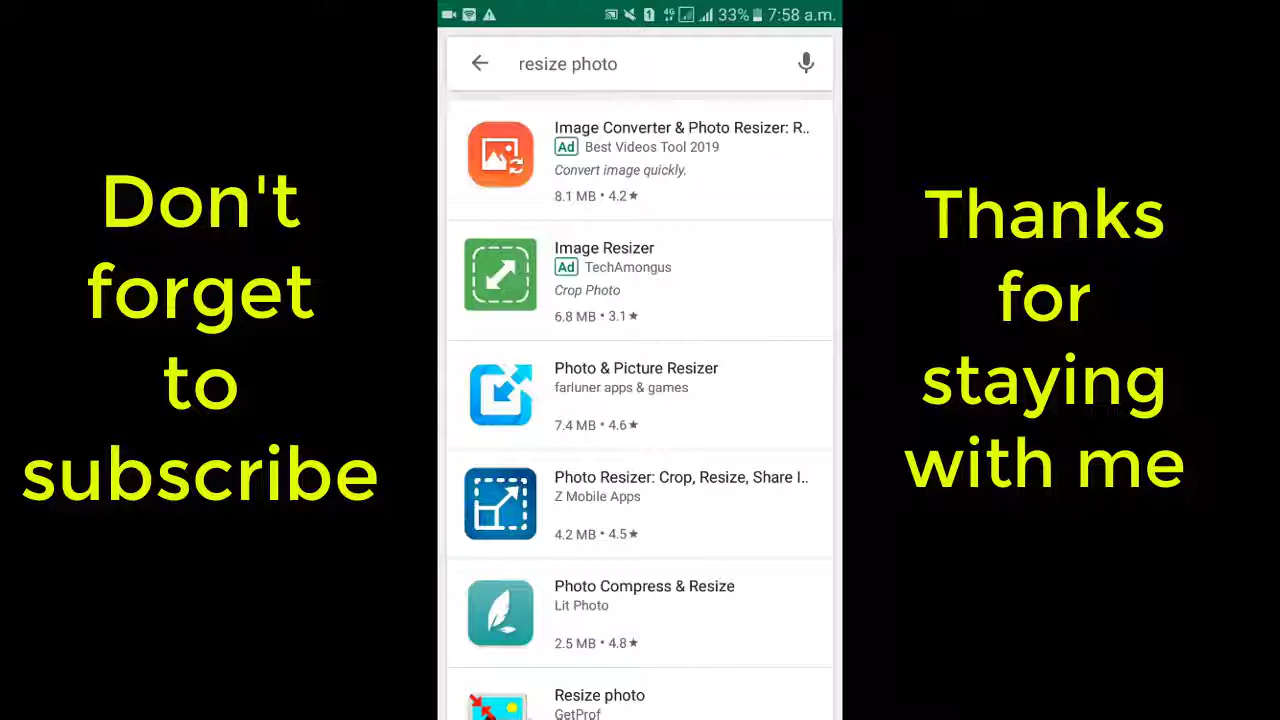 Don't
forget
to
subscribe
4G
33%
7:58 a.m.
resize photo
Image Converter & Photo Resizer: R..
Ad Best Videos Tool 2019
Convert image quickly.
8.1 MB • 4.2★
Image Resizer
Ad TechAmongus
Crop Photo
6.8 MB • 3.1★
Photo & Picture Resizer
farluner apps & games
7.4 MB • 4.6★
Photo Resizer: Crop, Resize, Share I..
Z Mobile Apps
4.2 MB • 4.5★
Photo Compress & Resize
Lit Photo
2.5 MB • 4.8★
Resize photo
GetProf
Thanks
for
staying
with me